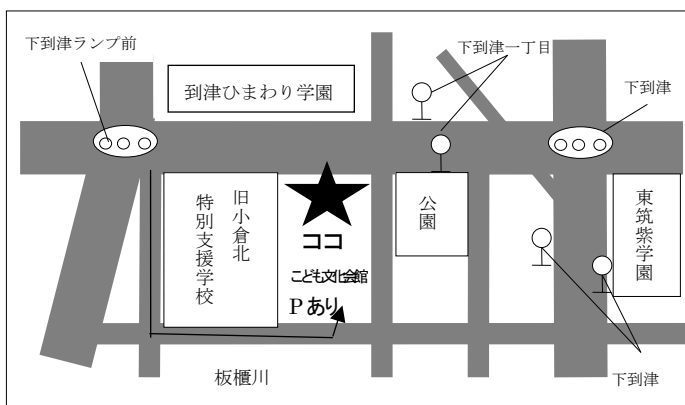 下到津ランプ前
下到津一丁目
到津ひまわり学園
下到津
旧小倉北
特別支援学校
ココ
こども文化会館
Pあり
公園
東筑紫学園
板櫃川
下到津